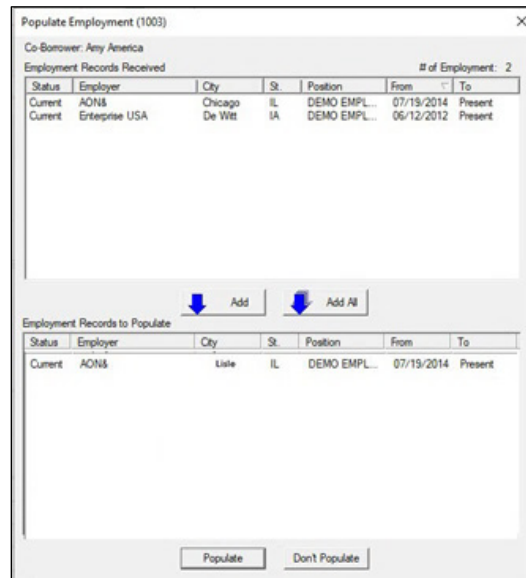 Populate Employment (1003)
Co-Borrower: Amy America
Employment Records Received # of Employment: 2
Status Employer City St. Position From To
Current AON& Chicago IL DEMO EMPL... 07/19/2014 Present
Current Enterprise USA De Witt IA DEMO EMPL... 06/12/2012 Present
Add Add All
Employment Records to Populate
Status Employer City St. Position From To
Current AON& Lisle IL DEMO EMPL... 07/19/2014 Present
Populate Don't Populate